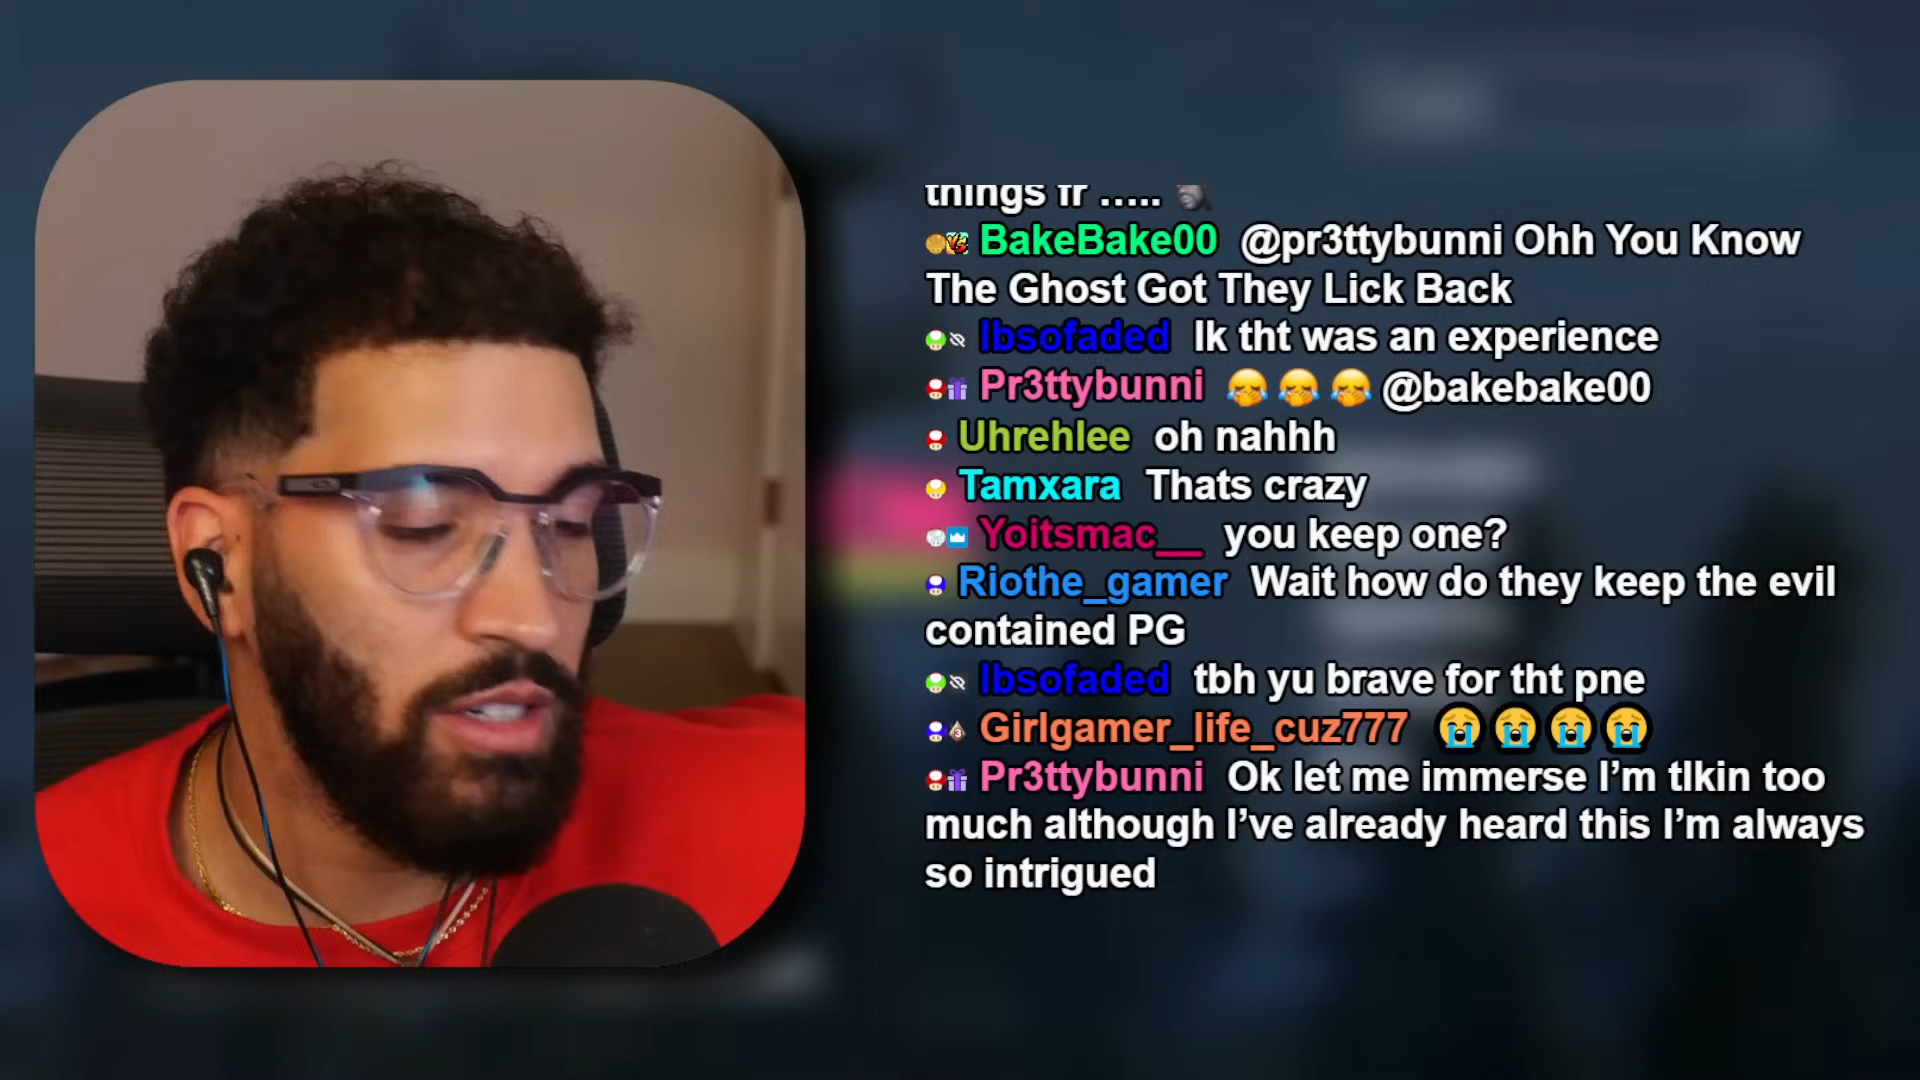 things fr .....
BakeBake00 @pr3ttybunni Ohh You Know
The Ghost Got They Lick Back
lbsofaded Ik tht was an experience
Pr3ttybunni 😂 😂 😂 @bakebake00
Uhrehlee oh nahhh
Tamxara Thats crazy
Yoitsmac__ you keep one?
Riothe_gamer Wait how do they keep the evil
contained PG
lbsofaded tbh yu brave for tht pne
Girlgamer_life_cuz777 😭 😭 😭 😭
Pr3ttybunni Ok let me immerse I’m tlkin too
much although I’ve already heard this I’m always
so intrigued